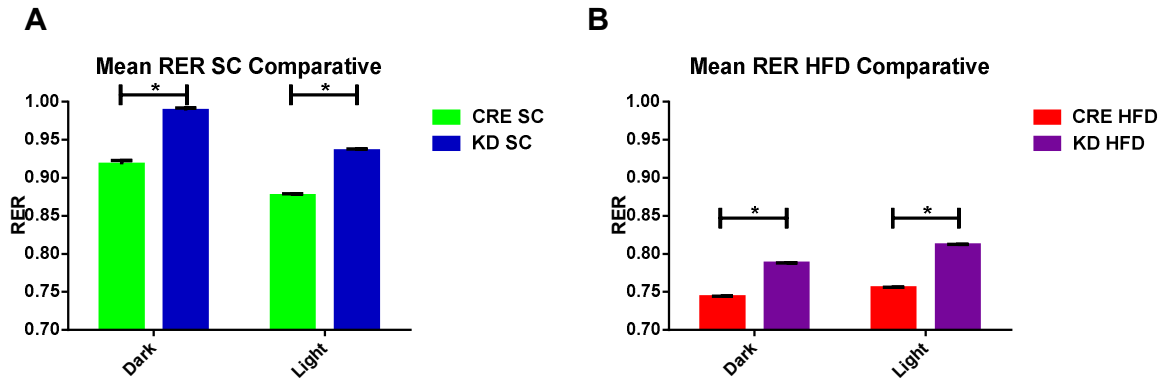 A
Mean RER SC Comparative
* *
1.00
0.95
0.90
0.85
0.80
0.75
0.70
RER
Dark
Light
CRE SC
KD SC
B
Mean RER HFD Comparative
* *
1.00
0.95
0.90
0.85
0.80
0.75
0.70
RER
Dark
Light
CRE HFD
KD HFD